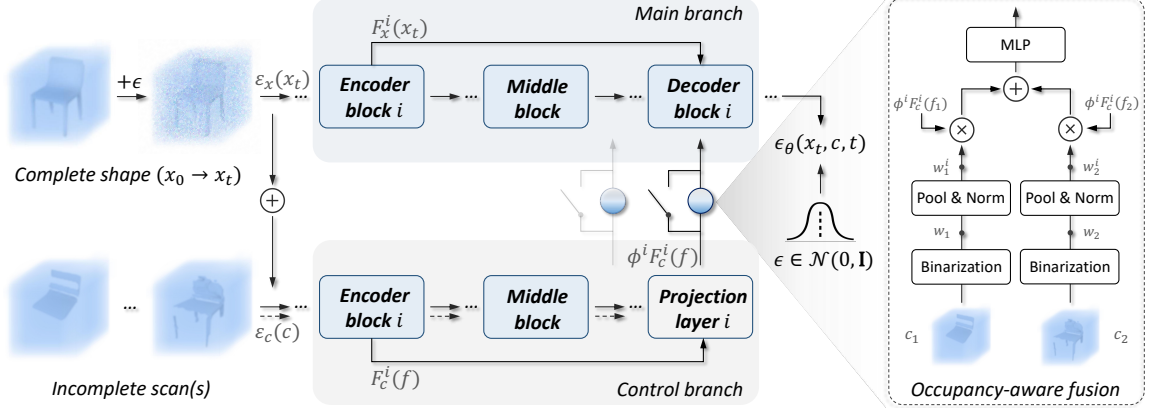 Main branch
F_x^i(x_t)
+ϵ
ε_x(x_t)
...
Encoder
block i
...
Middle
block
...
Decoder
block i
...
Complete shape (x_0 → x_t)
+
ϵ_θ(x_t, c, t)
ϵ ∈ 𝒩(0, I)
ϕ^i F_c^i(f)
...
...
ε_c(c)
Encoder
block i
...
Middle
block
...
Projection
layer i
F_c^i(f)
Incomplete scan(s)
Control branch
MLP
+
ϕ^i F_c^i(f_1)
ϕ^i F_c^i(f_2)
×
×
w_1^i
w_2^i
Pool & Norm
Pool & Norm
w_1
w_2
Binarization
Binarization
c_1
c_2
Occupancy-aware fusion